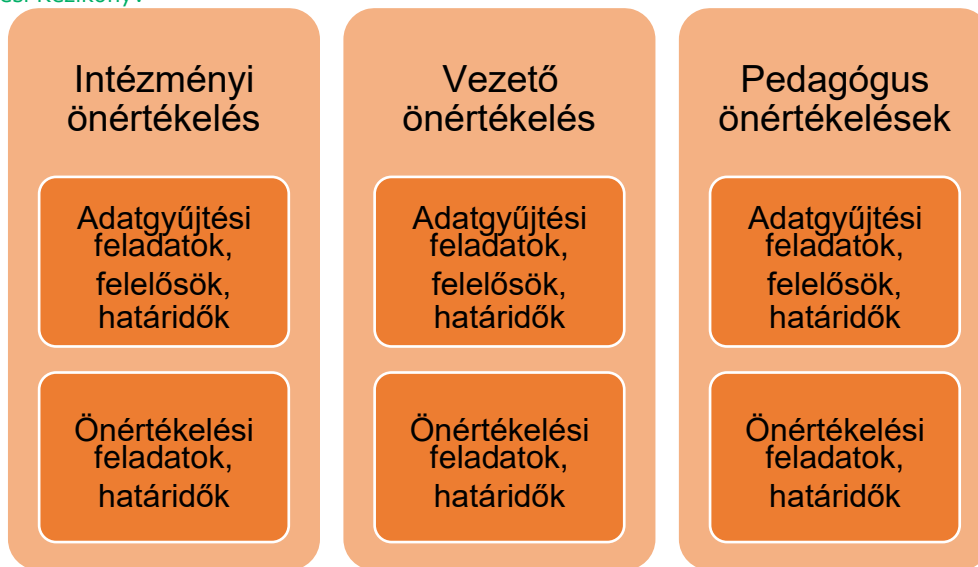 Intézményi
önértékelés
Adatgyűjtési
feladatok,
felelősök,
határidők
Önértékelési
feladatok,
határidők
Vezető
önértékelés
Adatgyűjtési
feladatok,
felelősök,
határidők
Önértékelési
feladatok,
határidők
Pedagógus
önértékelések
Adatgyűjtési
feladatok,
felelősök,
határidők
Önértékelési
feladatok,
határidők